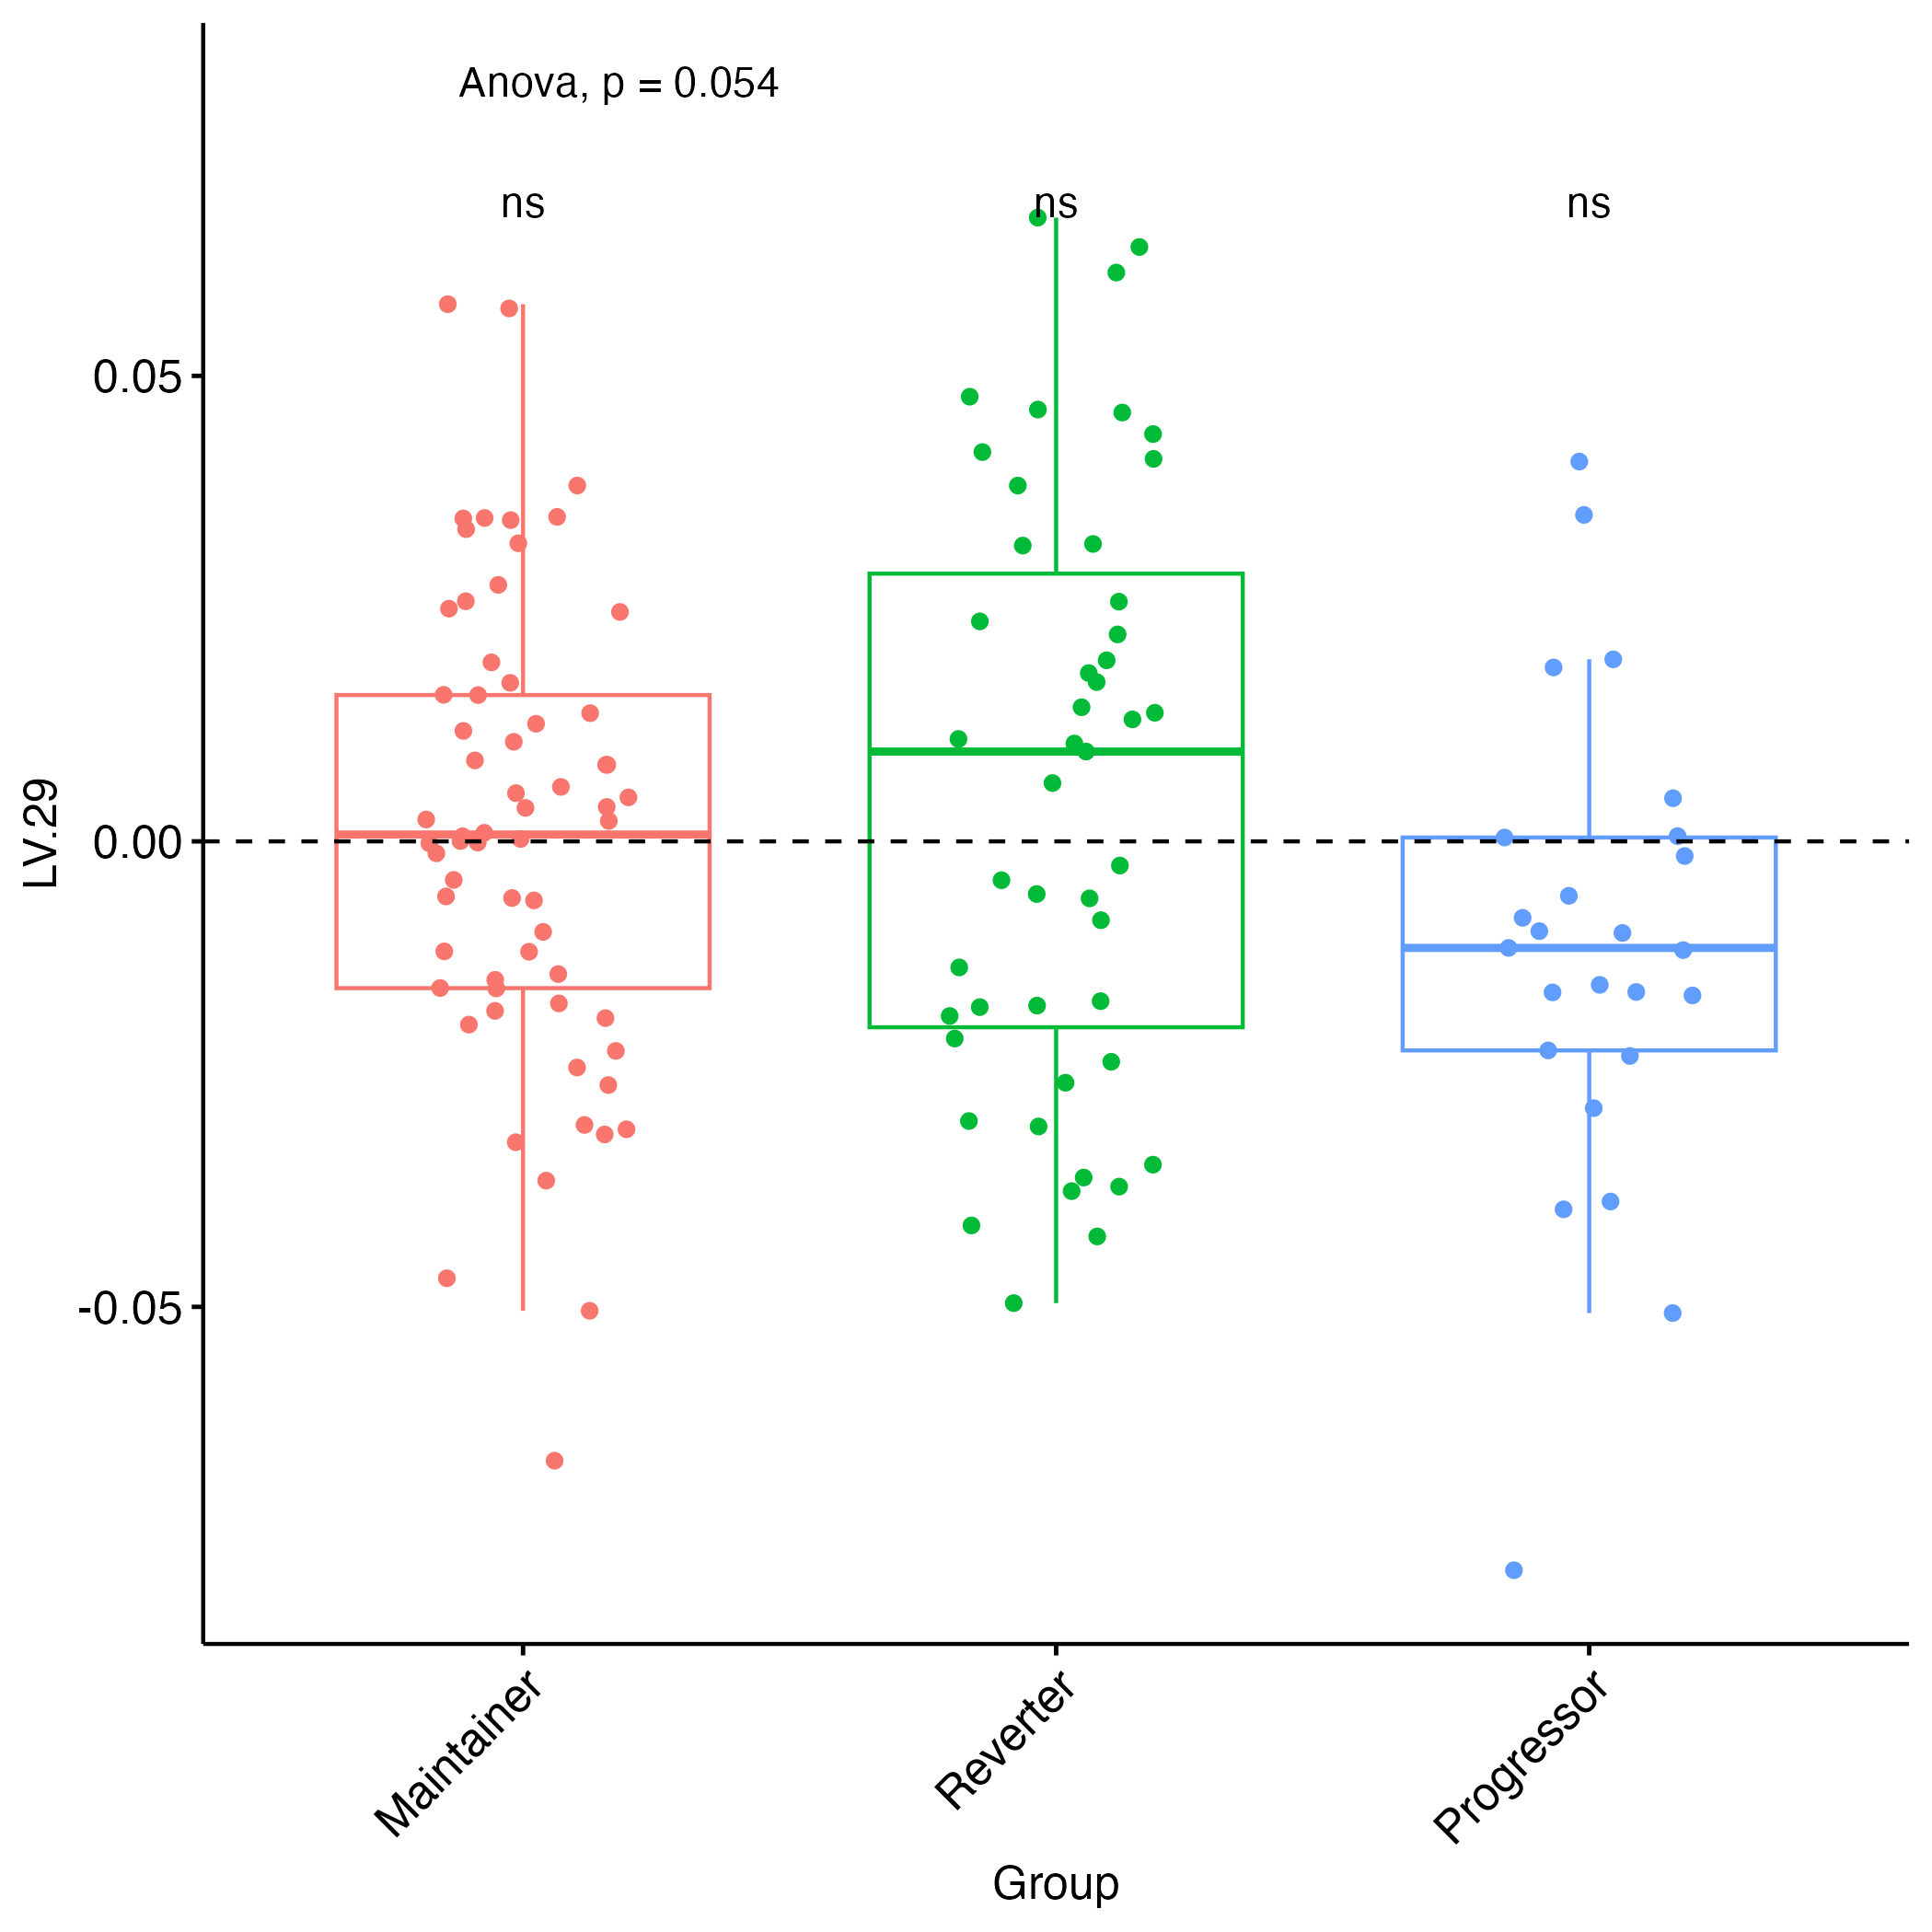 Anova, p = 0.054
ns
ns
ns
0.05
0.00
-0.05
LV.29
Maintainer
Reverter
Progressor
Group